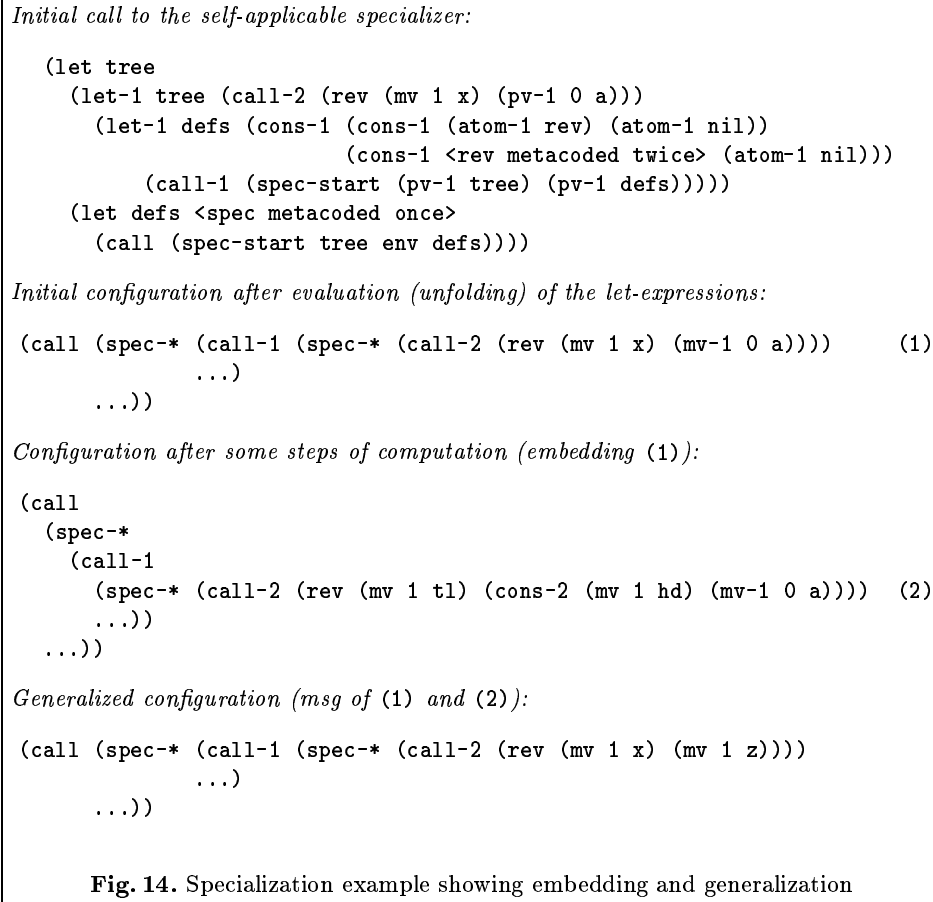 Initial call to the self-applicable specializer:
(let tree
(let-1 tree (call-2 (rev (mv 1 x) (pv-1 0 a)))
(let-1 defs (cons-1 (cons-1 (atom-1 rev) (atom-1 nil))
(cons-1 <rev metacoded twice> (atom-1 nil)))
(call-1 (spec-start (pv-1 tree) (pv-1 defs)))))
(let defs <spec metacoded once>
(call (spec-start tree env defs))))
Initial configuration after evaluation (unfolding) of the let-expressions:
(call (spec-* (call-1 (spec-* (call-2 (rev (mv 1 x) (mv-1 0 a)))) (1)
...)
...))
Configuration after some steps of computation (embedding (1)):
(call
(spec-*
(call-1
(spec-* (call-2 (rev (mv 1 tl) (cons-2 (mv 1 hd) (mv-1 0 a)))) (2)
...))
...))
Generalized configuration (msg of (1) and (2)):
(call (spec-* (call-1 (spec-* (call-2 (rev (mv 1 x) (mv 1 z))))
...)
...))
Fig. 14. Specialization example showing embedding and generalization